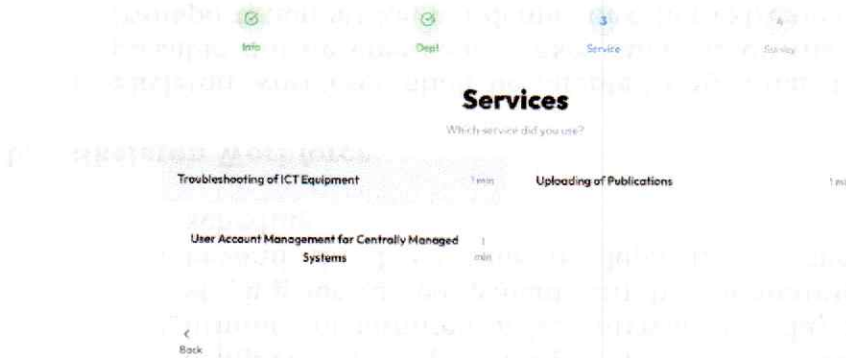 Info
Dept
3
Service
4
Survey
Services
Which service did you use?
Troubleshooting of ICT Equipment 1 min
Uploading of Publications 1 min
User Account Management for Centrally Managed 1
Systems min
Back